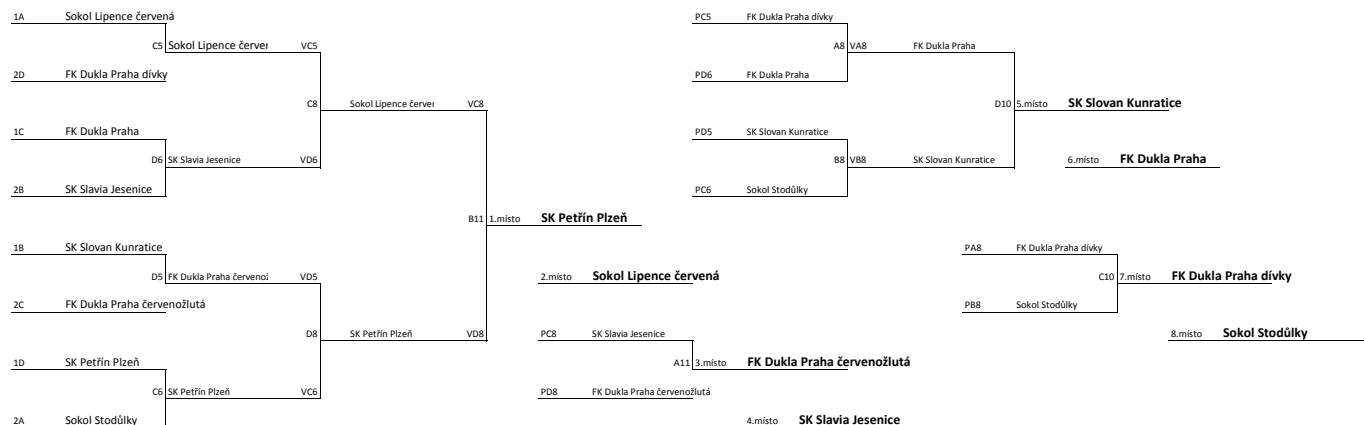 1A Sokol Lipence červená
C5 Sokol Lipence červer VC5
2D FK Dukla Praha dívky
C8 Sokol Lipence červer VC8
1C FK Dukla Praha
D6 SK Slavia Jesenice VD6
2B SK Slavia Jesenice
B11 1.místo SK Petřín Plzeň
1B SK Slovan Kunratice
D5 FK Dukla Praha červenož VD5
2.místo Sokol Lipence červená
2C FK Dukla Praha červenožlutá
D8 SK Petřín Plzeň VD8
1D SK Petřín Plzeň
C6 SK Petřín Plzeň VC6
2A Sokol Stodůlky
PC8 SK Slavia Jesenice
A11 3.místo FK Dukla Praha červenožlutá
PD8 FK Dukla Praha červenožlutá
4.místo SK Slavia Jesenice
PC5 FK Dukla Praha dívky
A8 VA8 FK Dukla Praha
PD6 FK Dukla Praha
D10 5.místo SK Slovan Kunratice
PD5 SK Slovan Kunratice
B8 VB8 SK Slovan Kunratice
6.místo FK Dukla Praha
PC6 Sokol Stodůlky
PA8 FK Dukla Praha dívky
C10 7.místo FK Dukla Praha dívky
PB8 Sokol Stodůlky
8.místo Sokol Stodůlky